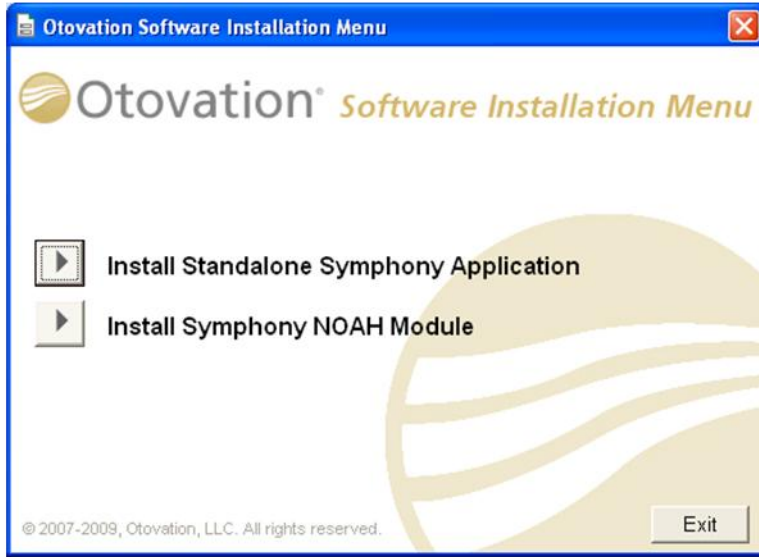 Otovation Software Installation Menu
Otovation® Software Installation Menu
Install Standalone Symphony Application
Install Symphony NOAH Module
© 2007-2009, Otovation, LLC. All rights reserved.
Exit